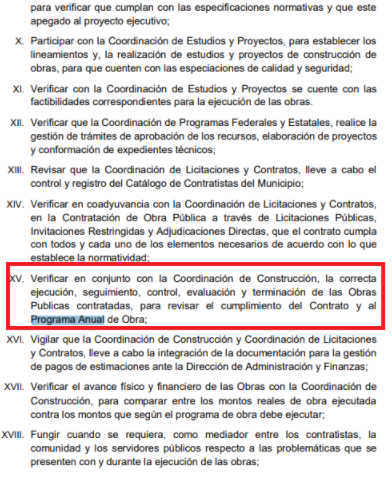 para verificar que cumplan con las especificaciones normativas y que este
apegado al proyecto ejecutivo;
X. Participar con la Coordinación de Estudios y Proyectos, para establecer los
lineamientos y, la realización de estudios y proyectos de construcción de
obras, para que cuenten con las especiaciones de calidad y seguridad;
XI. Verificar con la Coordinación de Estudios y Proyectos se cuente con las
factibilidades correspondientes para la ejecución de las obras.
XII. Verificar que la Coordinación de Programas Federales y Estatales, realice la
gestión de trámites de aprobación de los recursos, elaboración de proyectos
y conformación de expedientes técnicos;
XIII. Revisar que la Coordinación de Licitaciones y Contratos, lleve a cabo el
control y registro del Catálogo de Contratistas del Municipio;
XIV. Verificar en coadyuvancia con la Coordinación de Licitaciones y Contratos,
en la Contratación de Obra Pública a través de Licitaciones Públicas,
Invitaciones Restringidas y Adjudicaciones Directas, que el contrato cumpla
con todos y cada uno de los elementos necesarios de acuerdo con lo que
establece la normatividad;
XV. Verificar en conjunto con la Coordinación de Construcción, la correcta
ejecución, seguimiento, control, evaluación y terminación de las Obras
Publicas contratadas, para revisar el cumplimiento del Contrato y al
Programa Anual de Obra;
XVI. Vigilar que la Coordinación de Construcción y Coordinación de Licitaciones
y Contratos, lleve a cabo la integración de la documentación para la gestión
de pagos de estimaciones ante la Dirección de Administración y Finanzas;
XVII. Verificar el avance físico y financiero de las Obras con la Coordinación de
Construcción, para comparar entre los montos reales de obra ejecutada
contra los montos que según el programa de obra debe ejecutar;
XVIII. Fungir cuando se requiera, como mediador entre los contratistas, la
comunidad y los servidores públicos respecto a las problemáticas que se
presenten con y durante la ejecución de las obras;